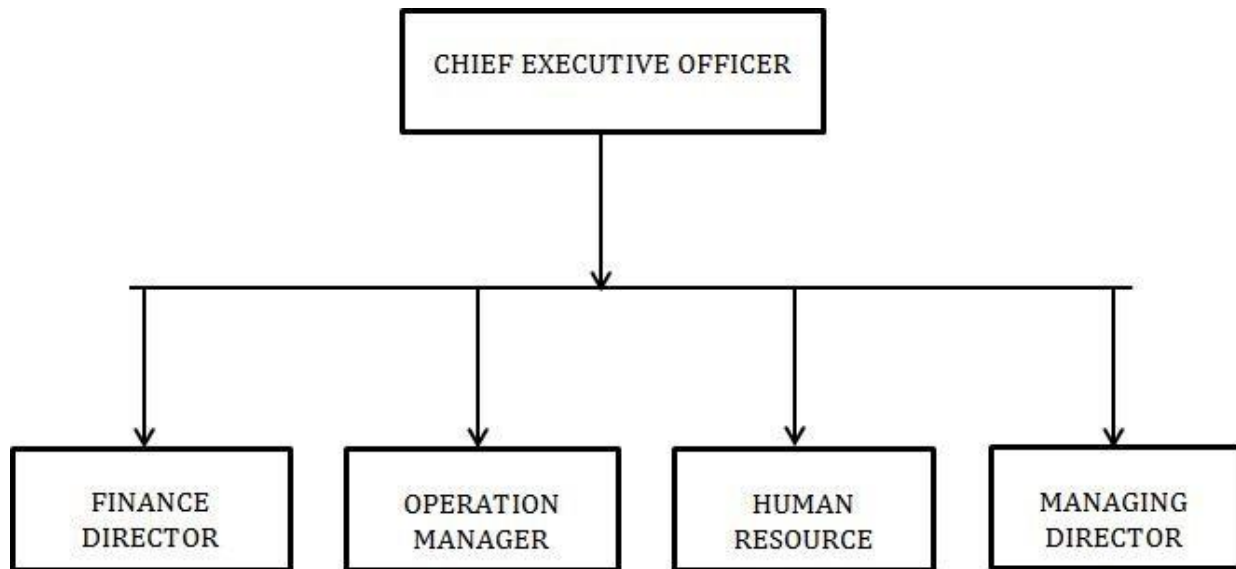 CHIEF EXECUTIVE OFFICER
FINANCE
DIRECTOR
OPERATION
MANAGER
HUMAN
RESOURCE
MANAGING
DIRECTOR